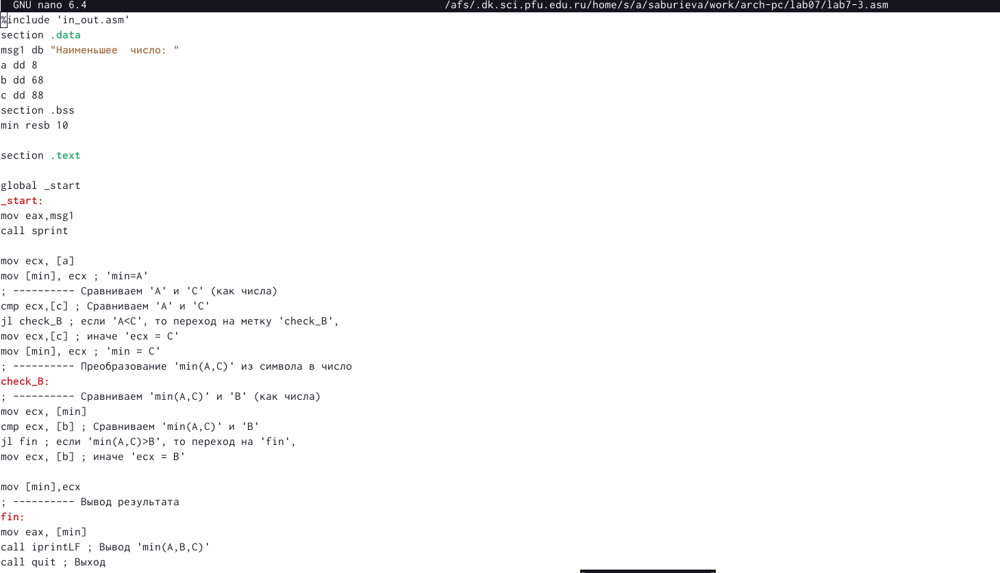 GNU nano 6.4 /afs/.dk.sci.pfu.edu.ru/home/s/a/saburieva/work/arch-pc/lab07/lab7-3.asm
%include 'in_out.asm'
section .data
msg1 db "Наименьшее  число: "
a dd 8
b dd 68
c dd 88
section .bss
min resb 10
section .text
global _start
_start:
mov eax,msg1
call sprint
mov ecx, [a]
mov [min], ecx ; 'min=A'
; ---------- Сравниваем 'A' и 'C' (как числа)
cmp ecx,[c] ; Сравниваем 'A' и 'C'
jl check_B ; если 'A<C', то переход на метку 'check_B',
mov ecx,[c] ; иначе 'ecx = C'
mov [min], ecx ; 'min = C'
; ---------- Преобразование 'min(A,C)' из символа в число
check_B:
; ---------- Сравниваем 'min(A,C)' и 'B' (как числа)
mov ecx, [min]
cmp ecx, [b] ; Сравниваем 'min(A,C)' и 'B'
jl fin ; если 'min(A,C)>B', то переход на 'fin',
mov ecx, [b] ; иначе 'ecx = B'
mov [min],ecx
; ---------- Вывод результата
fin:
mov eax, [min]
call iprintLF ; Вывод 'min(A,B,C)'
call quit ; Выход